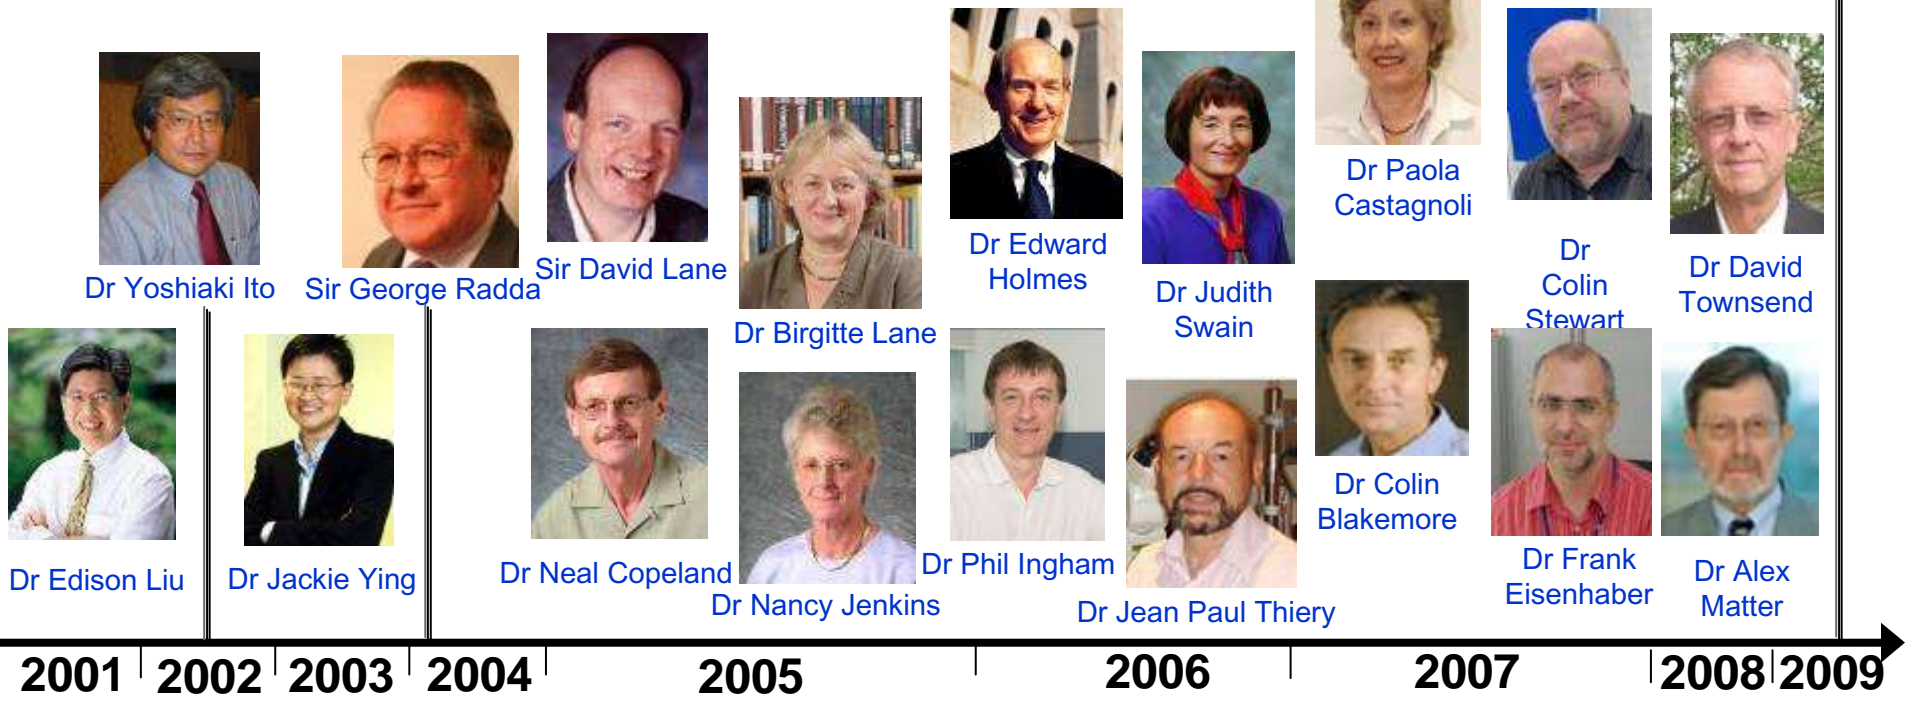 Dr Paola
Castagnoli
Dr Edward
Holmes
Dr
Colin
Stewart
Dr David
Townsend
Dr Yoshiaki Ito
Sir George Radda
Sir David Lane
Dr Judith
Swain
Dr Birgitte Lane
Dr Colin
Blakemore
Dr Edison Liu
Dr Jackie Ying
Dr Neal Copeland
Dr Nancy Jenkins
Dr Phil Ingham
Dr Jean Paul Thiery
Dr Frank
Eisenhaber
Dr Alex
Matter
2001 2002 2003 2004 2005 2006 2007 2008 2009